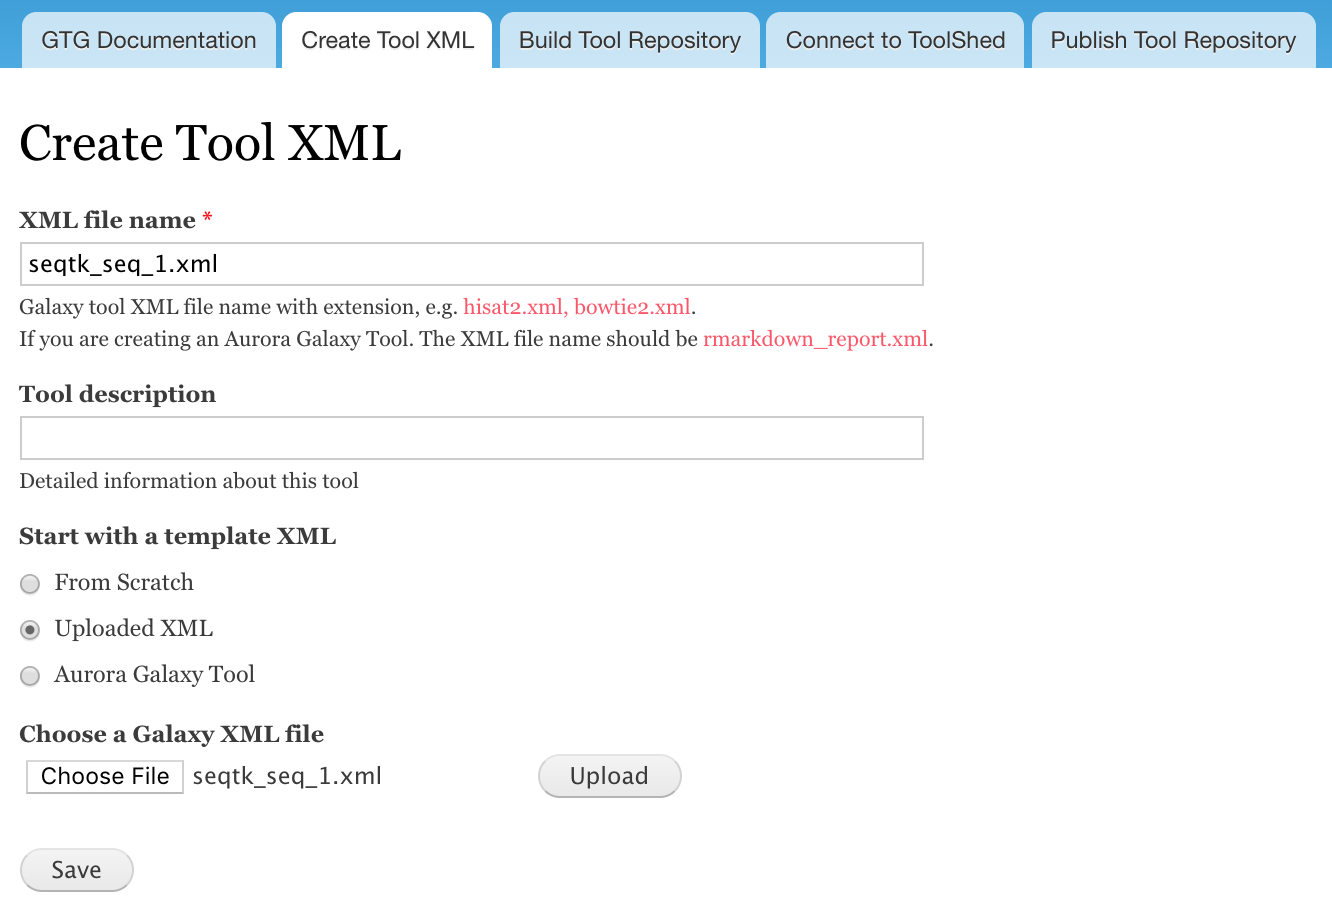 GTG Documentation
Create Tool XML
Build Tool Repository
Connect to ToolShed
Publish Tool Repository
Create Tool XML
XML file name *
seqtk_seq_1.xml
Galaxy tool XML file name with extension, e.g. hisat2.xml, bowtie2.xml.
If you are creating an Aurora Galaxy Tool. The XML file name should be rmarkdown_report.xml.
Tool description
Detailed information about this tool
Start with a template XML
From Scratch
Uploaded XML
Aurora Galaxy Tool
Choose a Galaxy XML file
Choose File seqtk_seq_1.xml Upload
Save